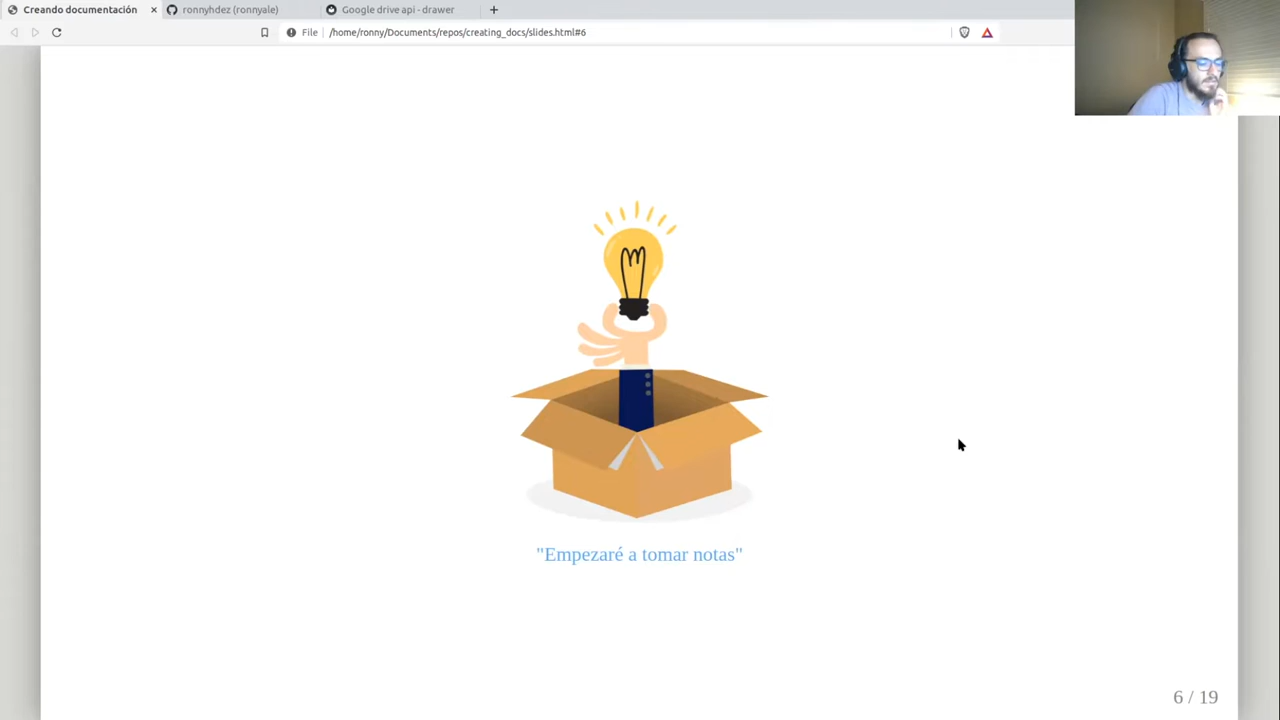 Creando documentación
ronnyhdez (ronnyale)
Google drive api - drawer
File
/home/ronny/Documents/repos/creating_docs/slides.html#6
"Empezaré a tomar notas"
6 / 19